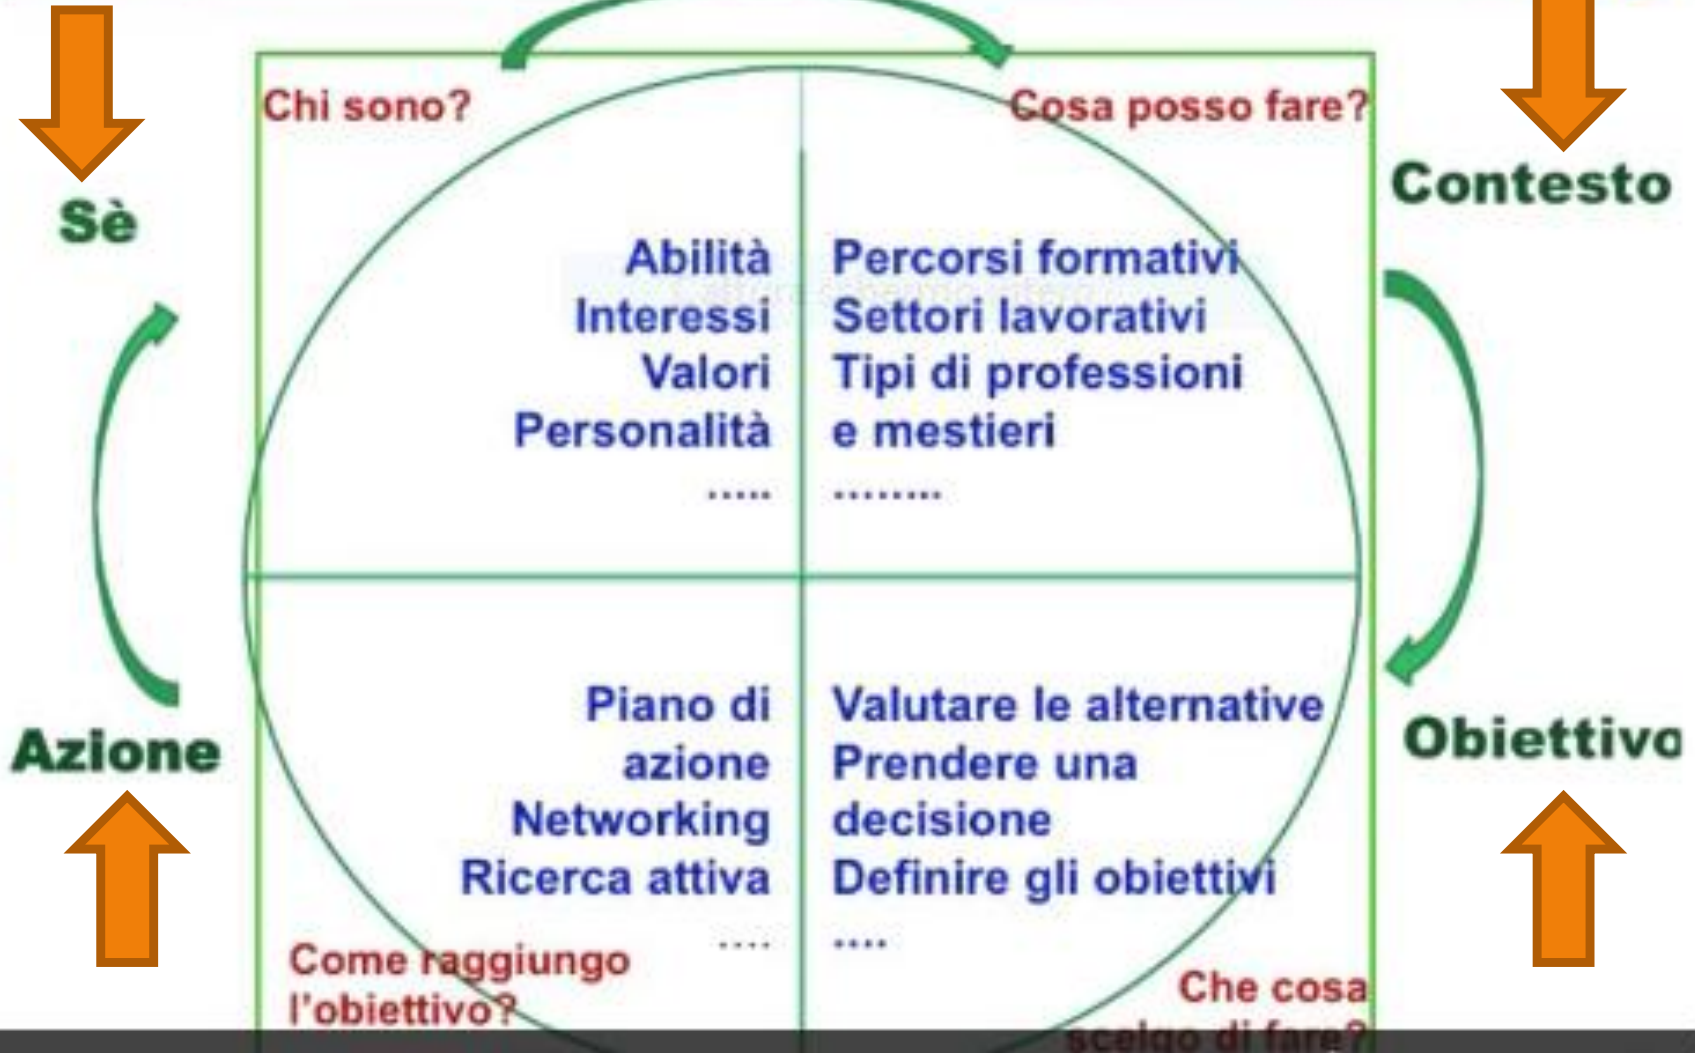 Chi sono?
Cosa posso fare?
Sè
Contesto
Abilità
Interessi
Valori
Personalità
.....
Percorsi formativi
Settori lavorativi
Tipi di professioni
e mestieri
........
Azione
Obiettivo
Piano di
azione
Networking
Ricerca attiva
....
Valutare le alternative
Prendere una
decisione
Definire gli obiettivi
....
Come raggiungo
l'obiettivo?
Che cosa
scelgo di fare?